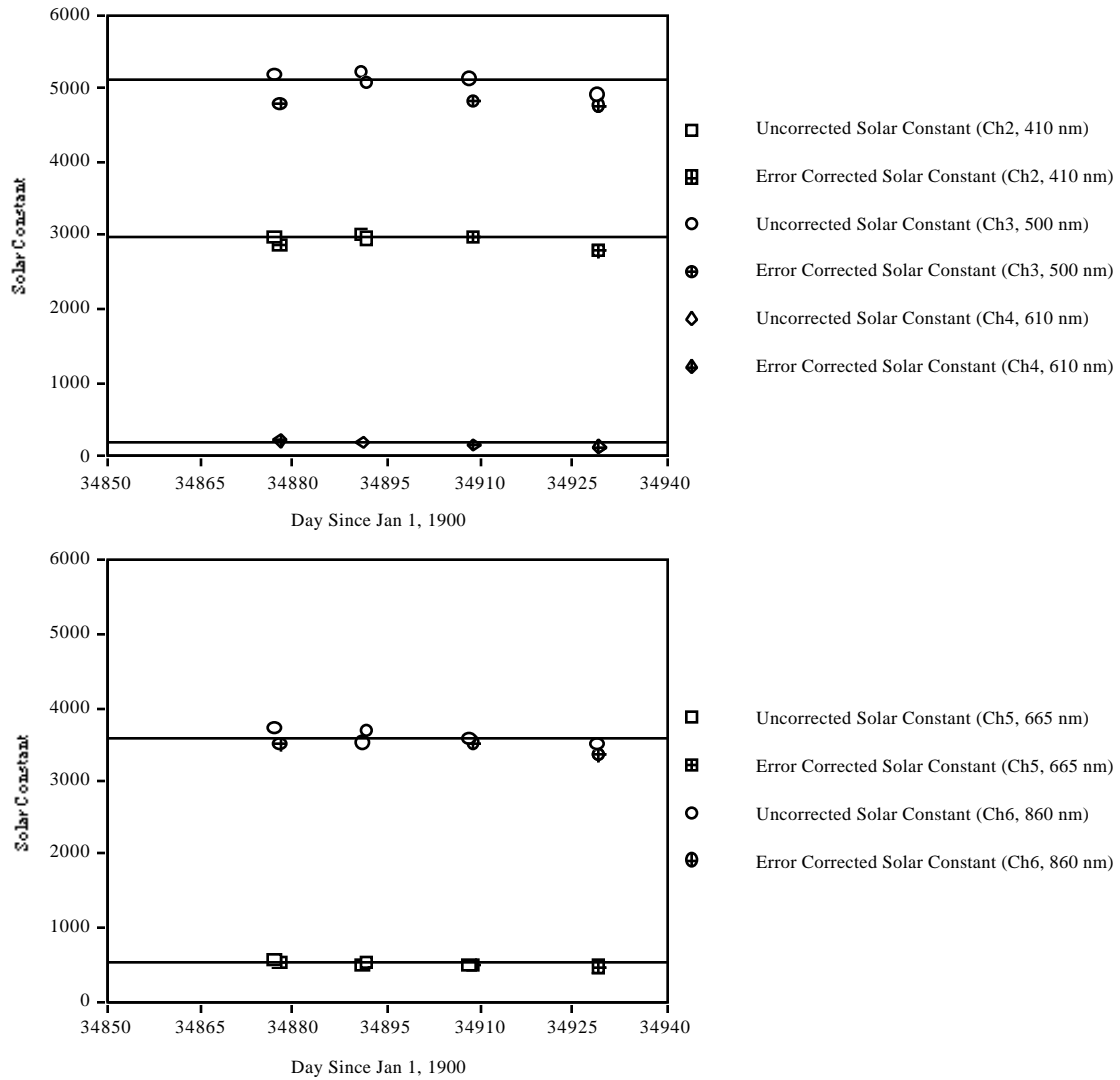 6000
5000
4000
3000
2000
1000
0
Solar Constant
34850 34865 34880 34895 34910 34925 34940
Day Since Jan 1, 1900
Uncorrected Solar Constant (Ch2, 410 nm)
Error Corrected Solar Constant (Ch2, 410 nm)
Uncorrected Solar Constant (Ch3, 500 nm)
Error Corrected Solar Constant (Ch3, 500 nm)
Uncorrected Solar Constant (Ch4, 610 nm)
Error Corrected Solar Constant (Ch4, 610 nm)
6000
5000
4000
3000
2000
1000
0
Solar Constant
34850 34865 34880 34895 34910 34925 34940
Day Since Jan 1, 1900
Uncorrected Solar Constant (Ch5, 665 nm)
Error Corrected Solar Constant (Ch5, 665 nm)
Uncorrected Solar Constant (Ch6, 860 nm)
Error Corrected Solar Constant (Ch6, 860 nm)